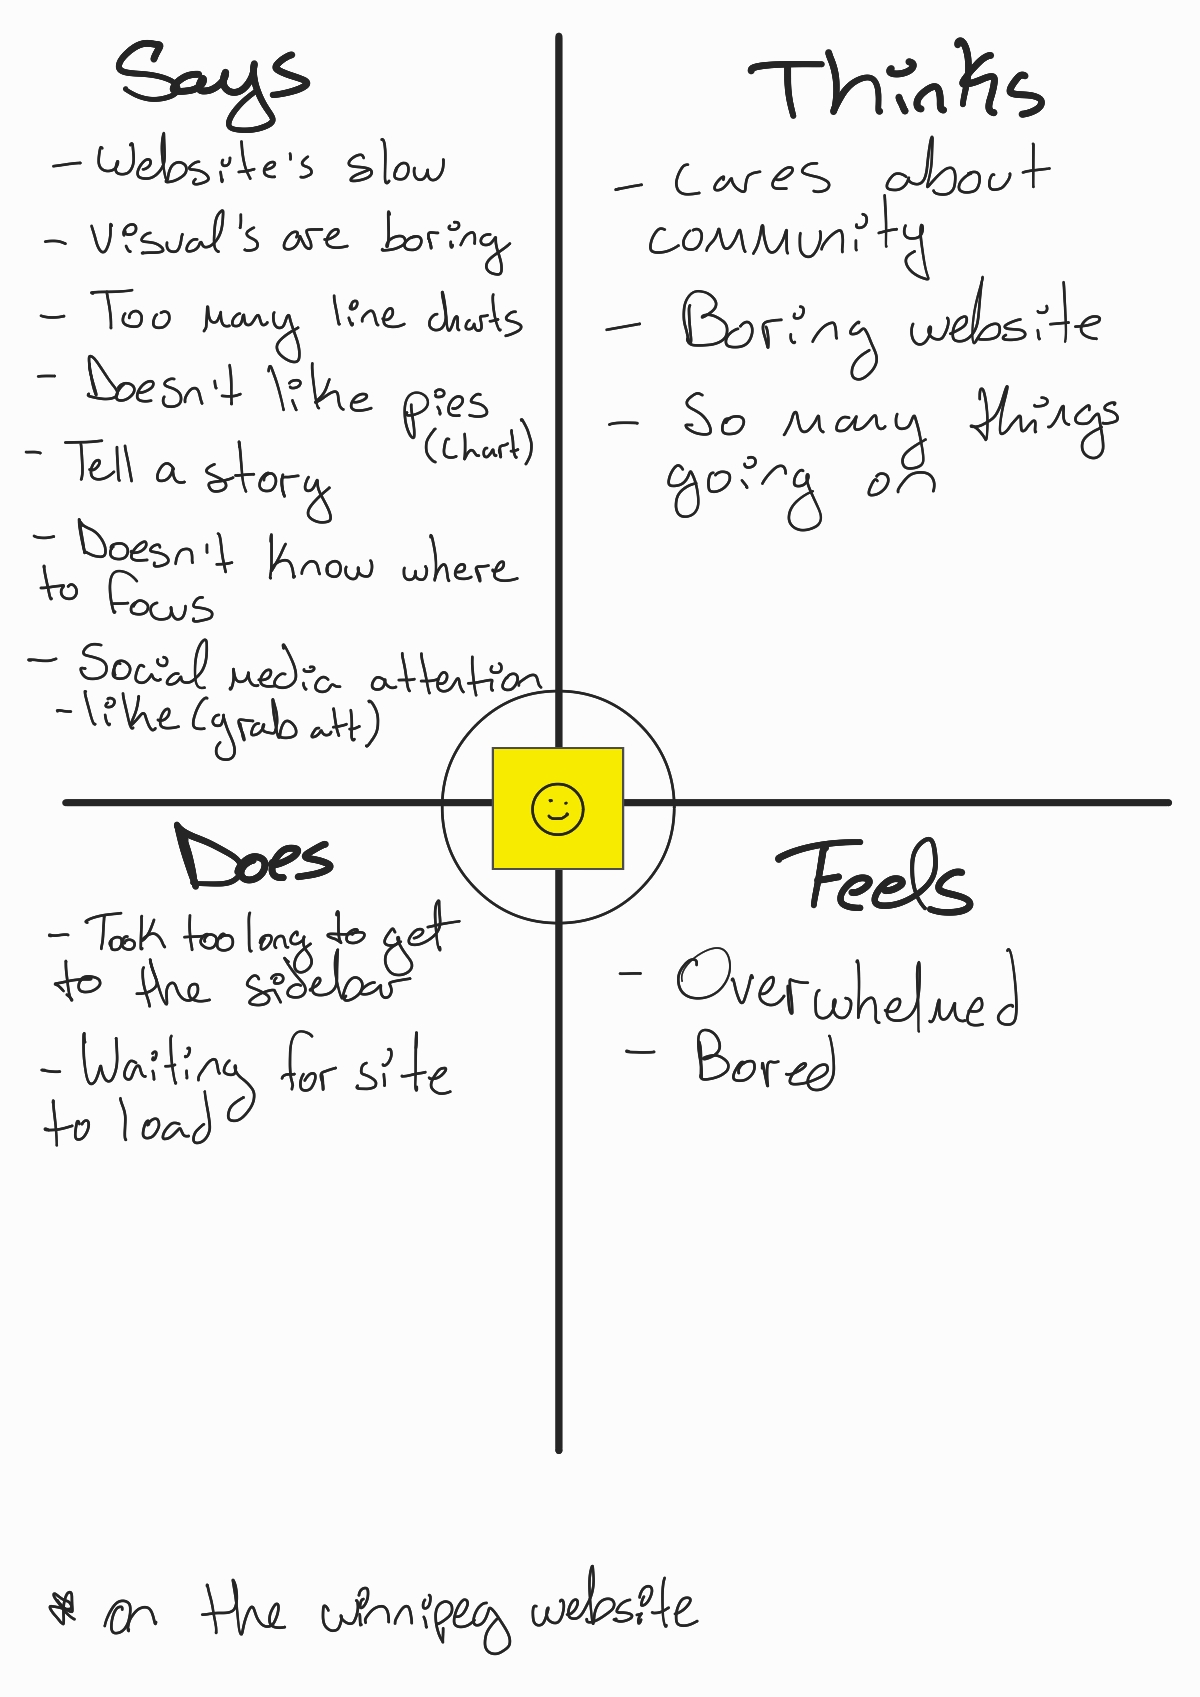 Says
- Website's slow
- Visual's are boring
- Too many line charts
- Doesn't like pies
(chart)
- Tell a story
- Doesn't know where
to focus
- Social media attention
- like (grab att)
Thinks
- Cares about
community
- Boring website
- So many things
going on
Does
- Took too long to get
to the sidebar
- Waiting for site
to load
Feels
- Overwhelmed
- Bored
* on the winnipeg website